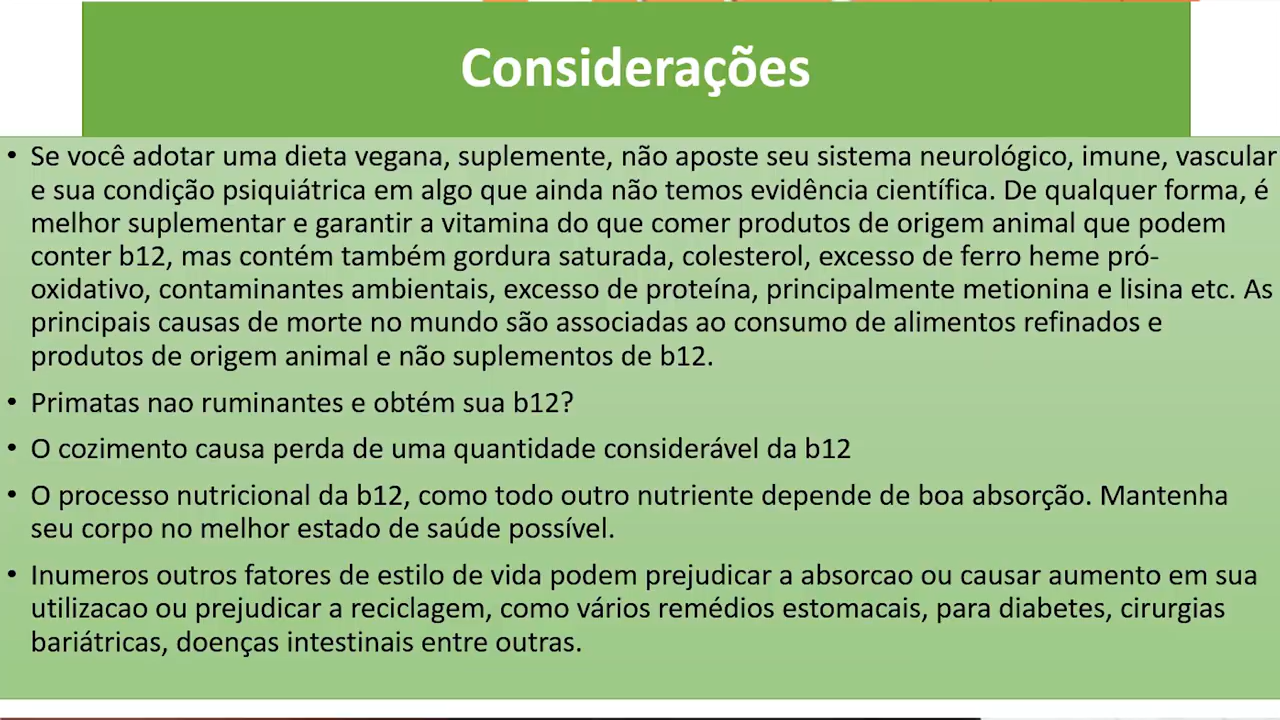 Considerações
• Se você adotar uma dieta vegana, suplemente, não aposte seu sistema neurológico, imune, vascular
e sua condição psiquiátrica em algo que ainda não temos evidência científica. De qualquer forma, é
melhor suplementar e garantir a vitamina do que comer produtos de origem animal que podem
conter b12, mas contém também gordura saturada, colesterol, excesso de ferro heme pró-
oxidativo, contaminantes ambientais, excesso de proteína, principalmente metionina e lisina etc. As
principais causas de morte no mundo são associadas ao consumo de alimentos refinados e
produtos de origem animal e não suplementos de b12.
• Primatas nao ruminantes e obtém sua b12?
• O cozimento causa perda de uma quantidade considerável da b12
• O processo nutricional da b12, como todo outro nutriente depende de boa absorção. Mantenha
seu corpo no melhor estado de saúde possível.
• Inumeros outros fatores de estilo de vida podem prejudicar a absorcao ou causar aumento em sua
utilizacao ou prejudicar a reciclagem, como vários remédios estomacais, para diabetes, cirurgias
bariátricas, doenças intestinais entre outras.